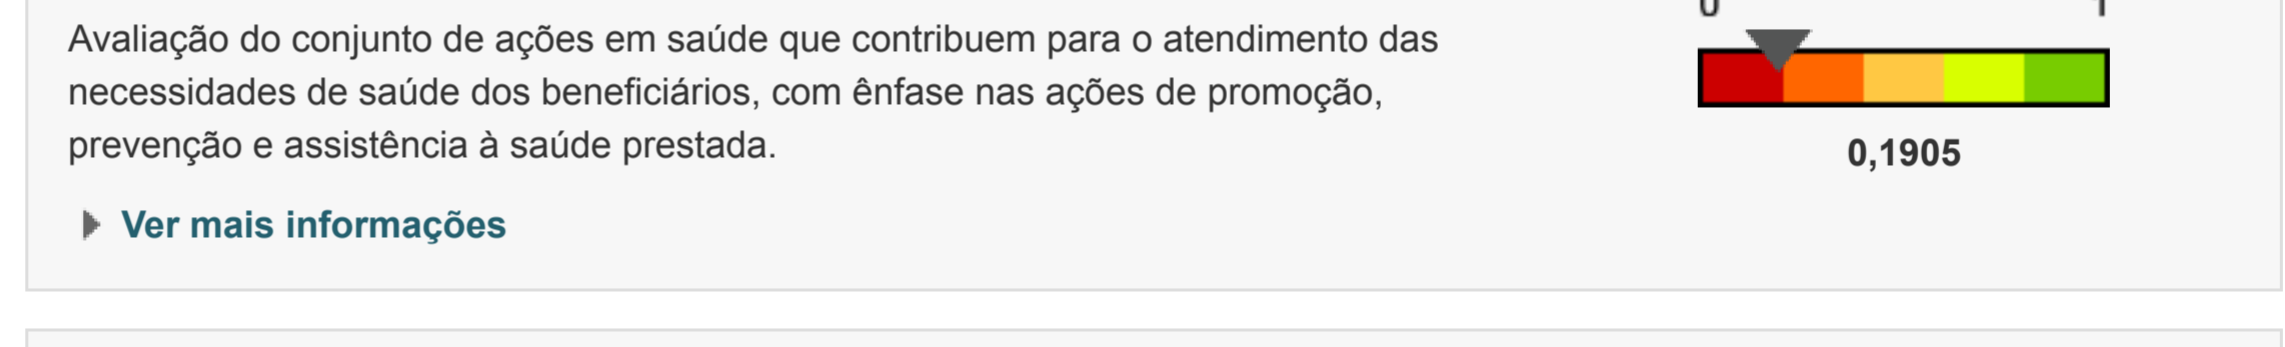 0 1
Avaliação do conjunto de ações em saúde que contribuem para o atendimento das
necessidades de saúde dos beneficiários, com ênfase nas ações de promoção,
prevenção e assistência à saúde prestada.
0,1905
Ver mais informações